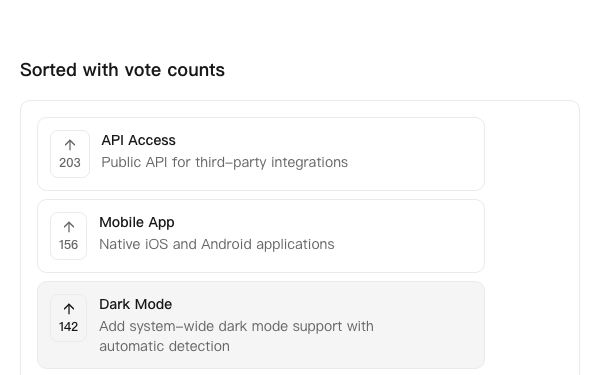 Sorted with vote counts
API Access
203
Public API for third-party integrations
Mobile App
156
Native iOS and Android applications
Dark Mode
142
Add system-wide dark mode support with
automatic detection